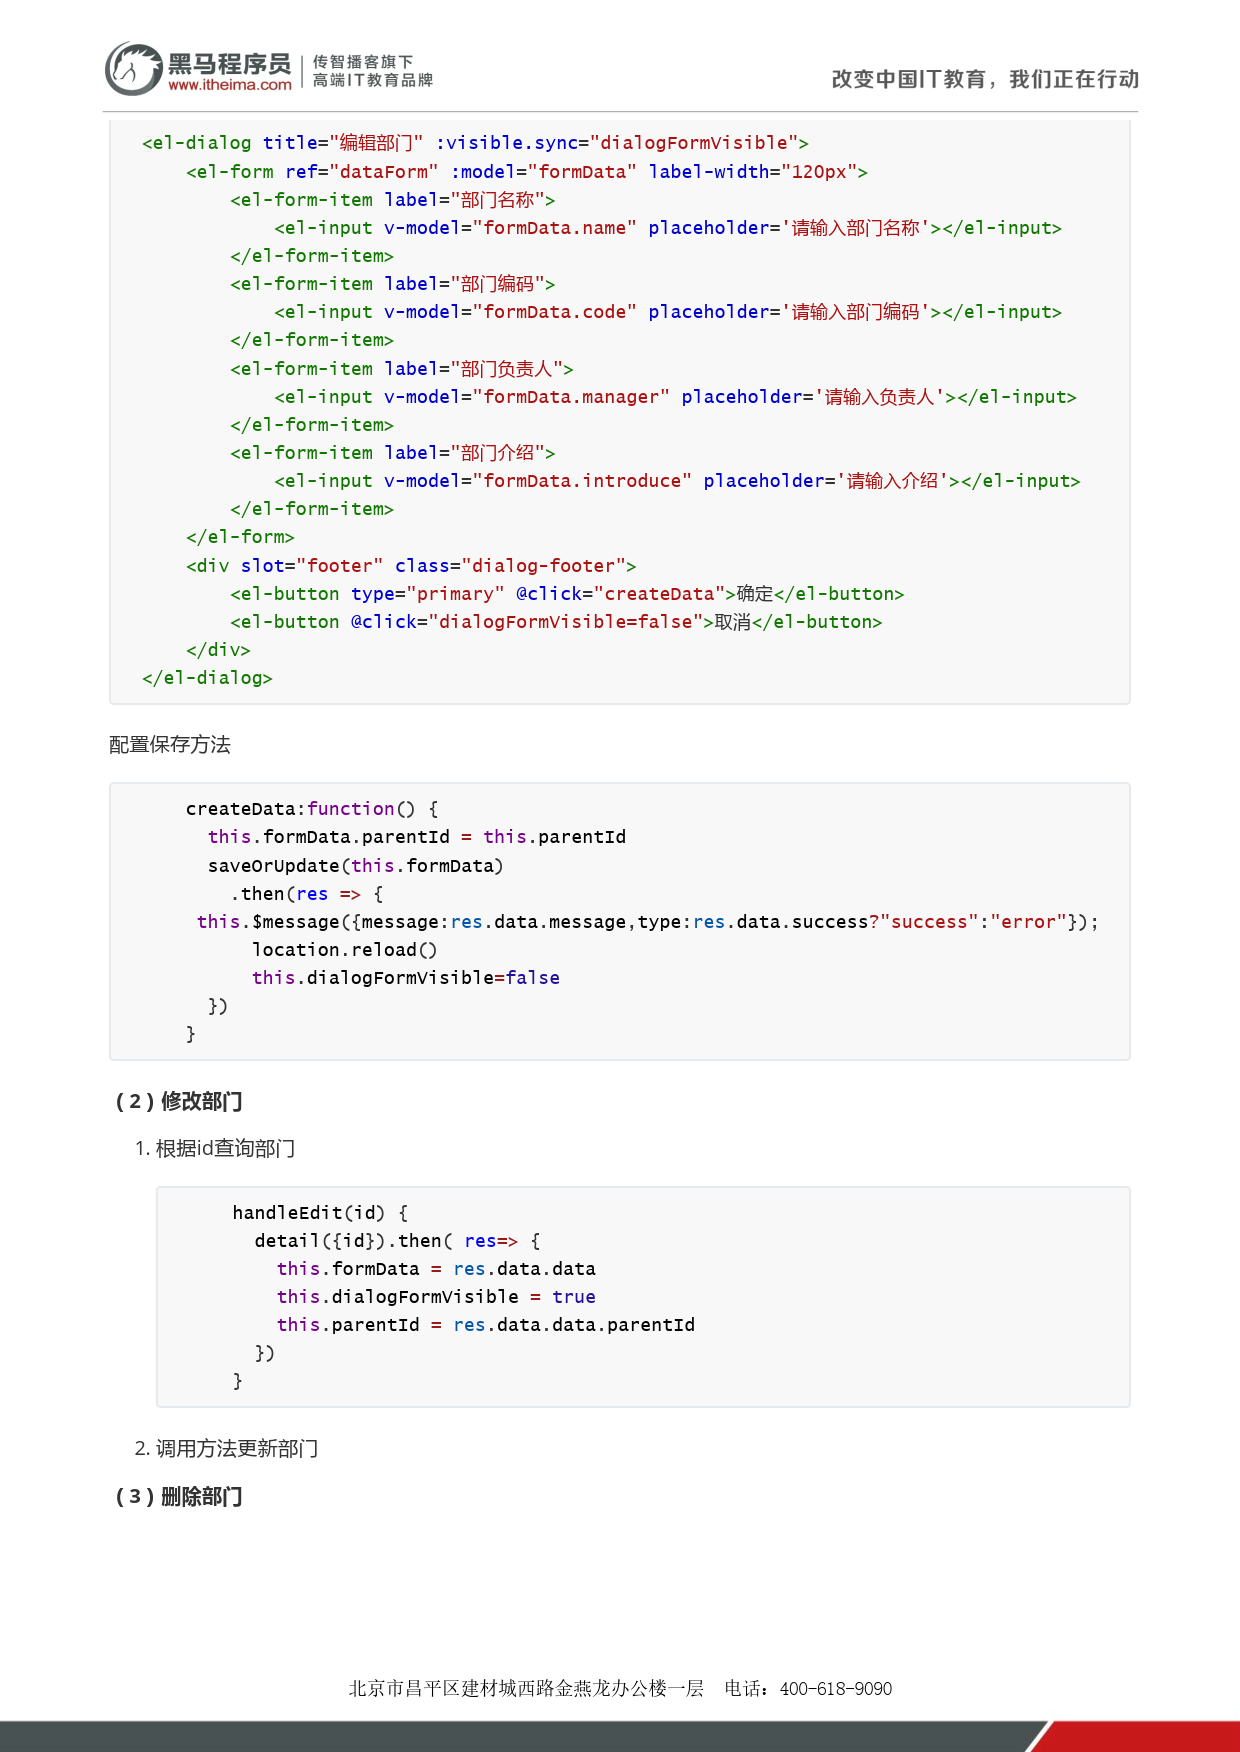 黑马程序员
www.itheima.com
传智播客旗下
高端IT教育品牌
改变中国IT教育，我们正在行动
<el-dialog title="编辑部门" :visible.sync="dialogFormVisible">
    <el-form ref="dataForm" :model="formData" label-width="120px">
        <el-form-item label="部门名称">
            <el-input v-model="formData.name" placeholder='请输入部门名称'></el-input>
        </el-form-item>
        <el-form-item label="部门编码">
            <el-input v-model="formData.code" placeholder='请输入部门编码'></el-input>
        </el-form-item>
        <el-form-item label="部门负责人">
            <el-input v-model="formData.manager" placeholder='请输入负责人'></el-input>
        </el-form-item>
        <el-form-item label="部门介绍">
            <el-input v-model="formData.introduce" placeholder='请输入介绍'></el-input>
        </el-form-item>
    </el-form>
    <div slot="footer" class="dialog-footer">
        <el-button type="primary" @click="createData">确定</el-button>
        <el-button @click="dialogFormVisible=false">取消</el-button>
    </div>
</el-dialog>
配置保存方法
createData:function() {
  this.formData.parentId = this.parentId
  saveOrUpdate(this.formData)
    .then(res => {
 this.$message({message:res.data.message,type:res.data.success?"success":"error"});
      location.reload()
      this.dialogFormVisible=false
  })
}
（2）修改部门
1. 根据id查询部门
handleEdit(id) {
  detail({id}).then( res=> {
    this.formData = res.data.data
    this.dialogFormVisible = true
    this.parentId = res.data.data.parentId
  })
}
2. 调用方法更新部门
（3）删除部门
北京市昌平区建材城西路金燕龙办公楼一层 电话：400-618-9090